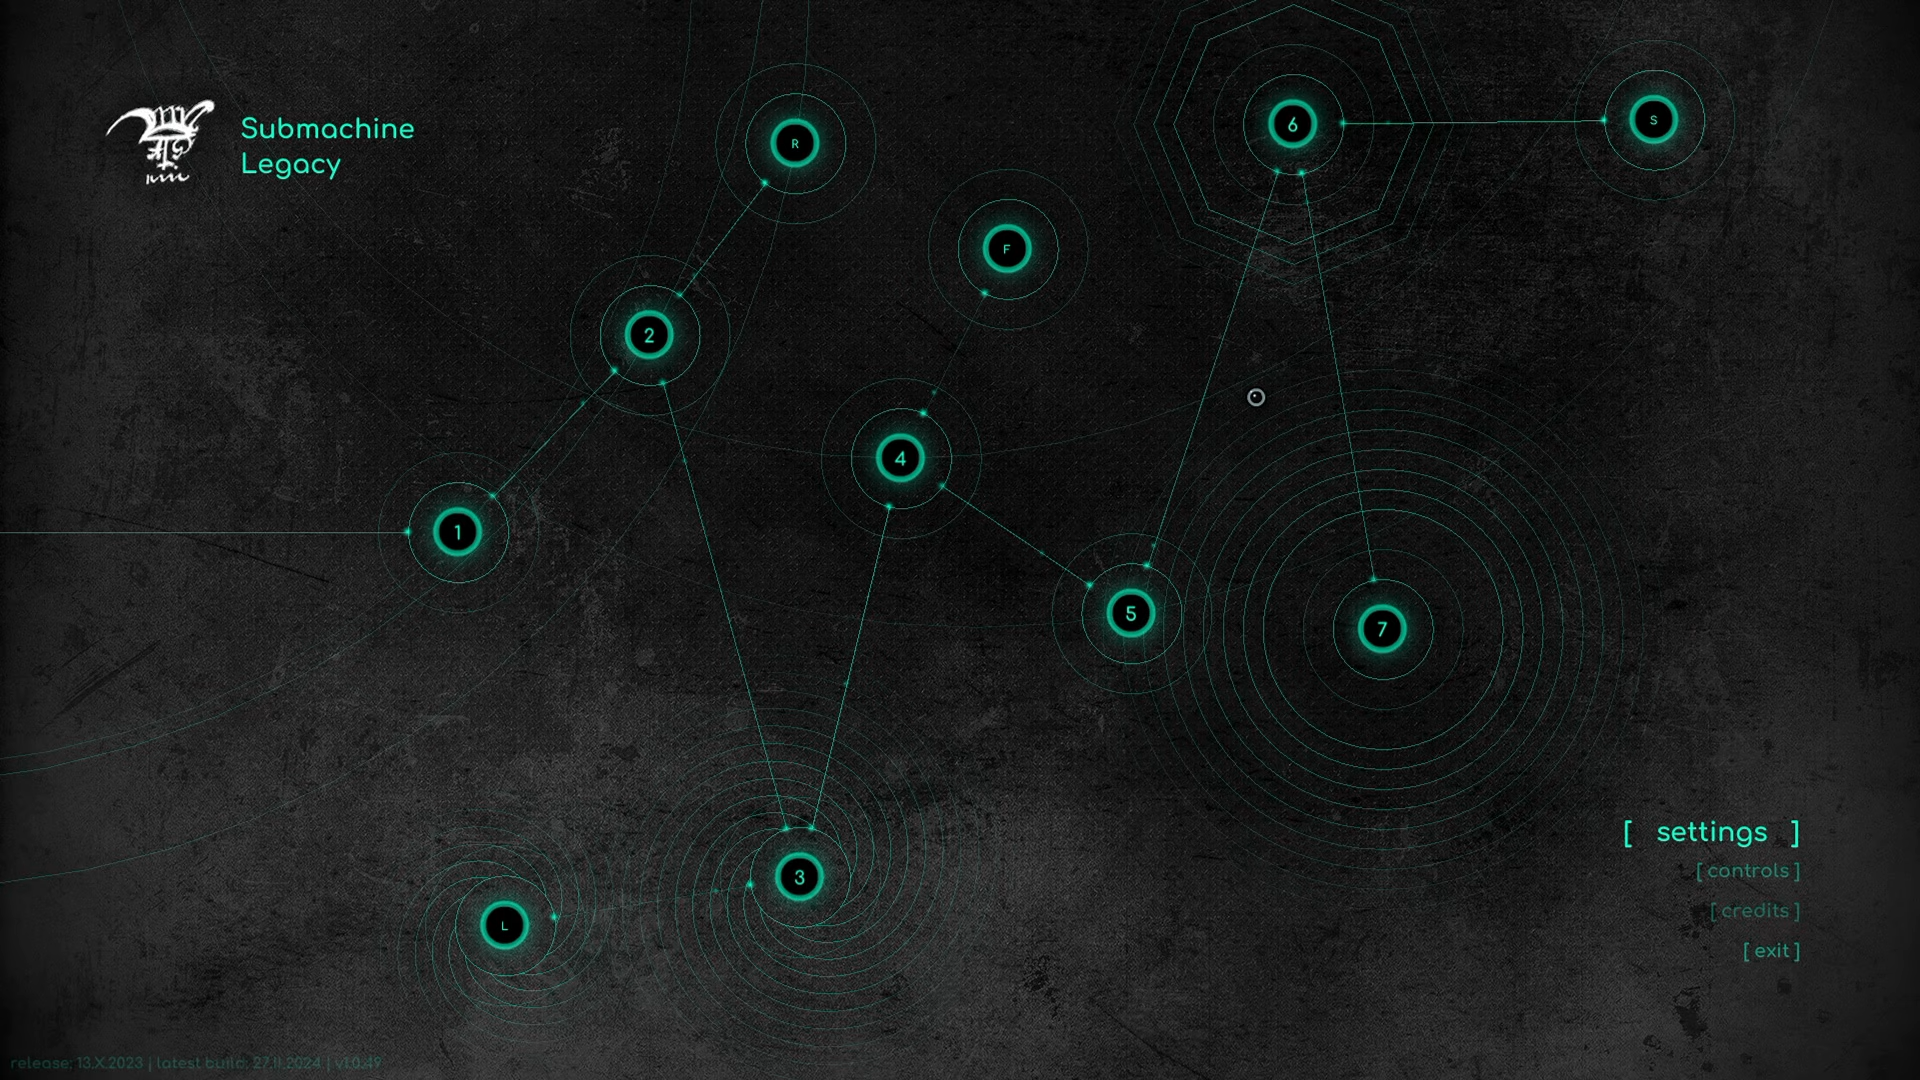 Submachine
Legacy
R
6
S
F
2
4
1
5
7
3
L
[ settings ]
[ controls ]
[ credits ]
[ exit ]
release: 13.X.2023 | latest build: 27.II.2024 | v1.0.49